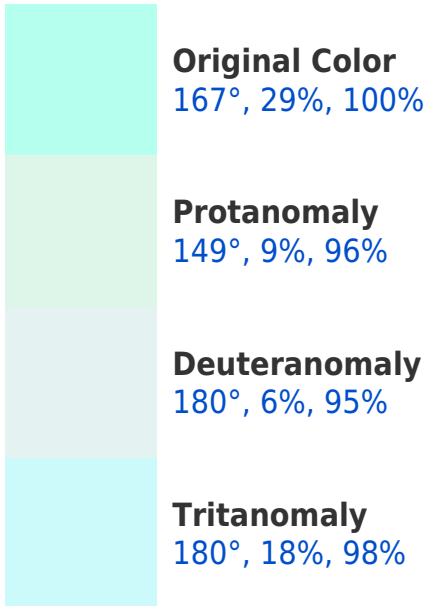 Original Color
167°, 29%, 100%
Protanomaly
149°, 9%, 96%
Deuteranomaly
180°, 6%, 95%
Tritanomaly
180°, 18%, 98%